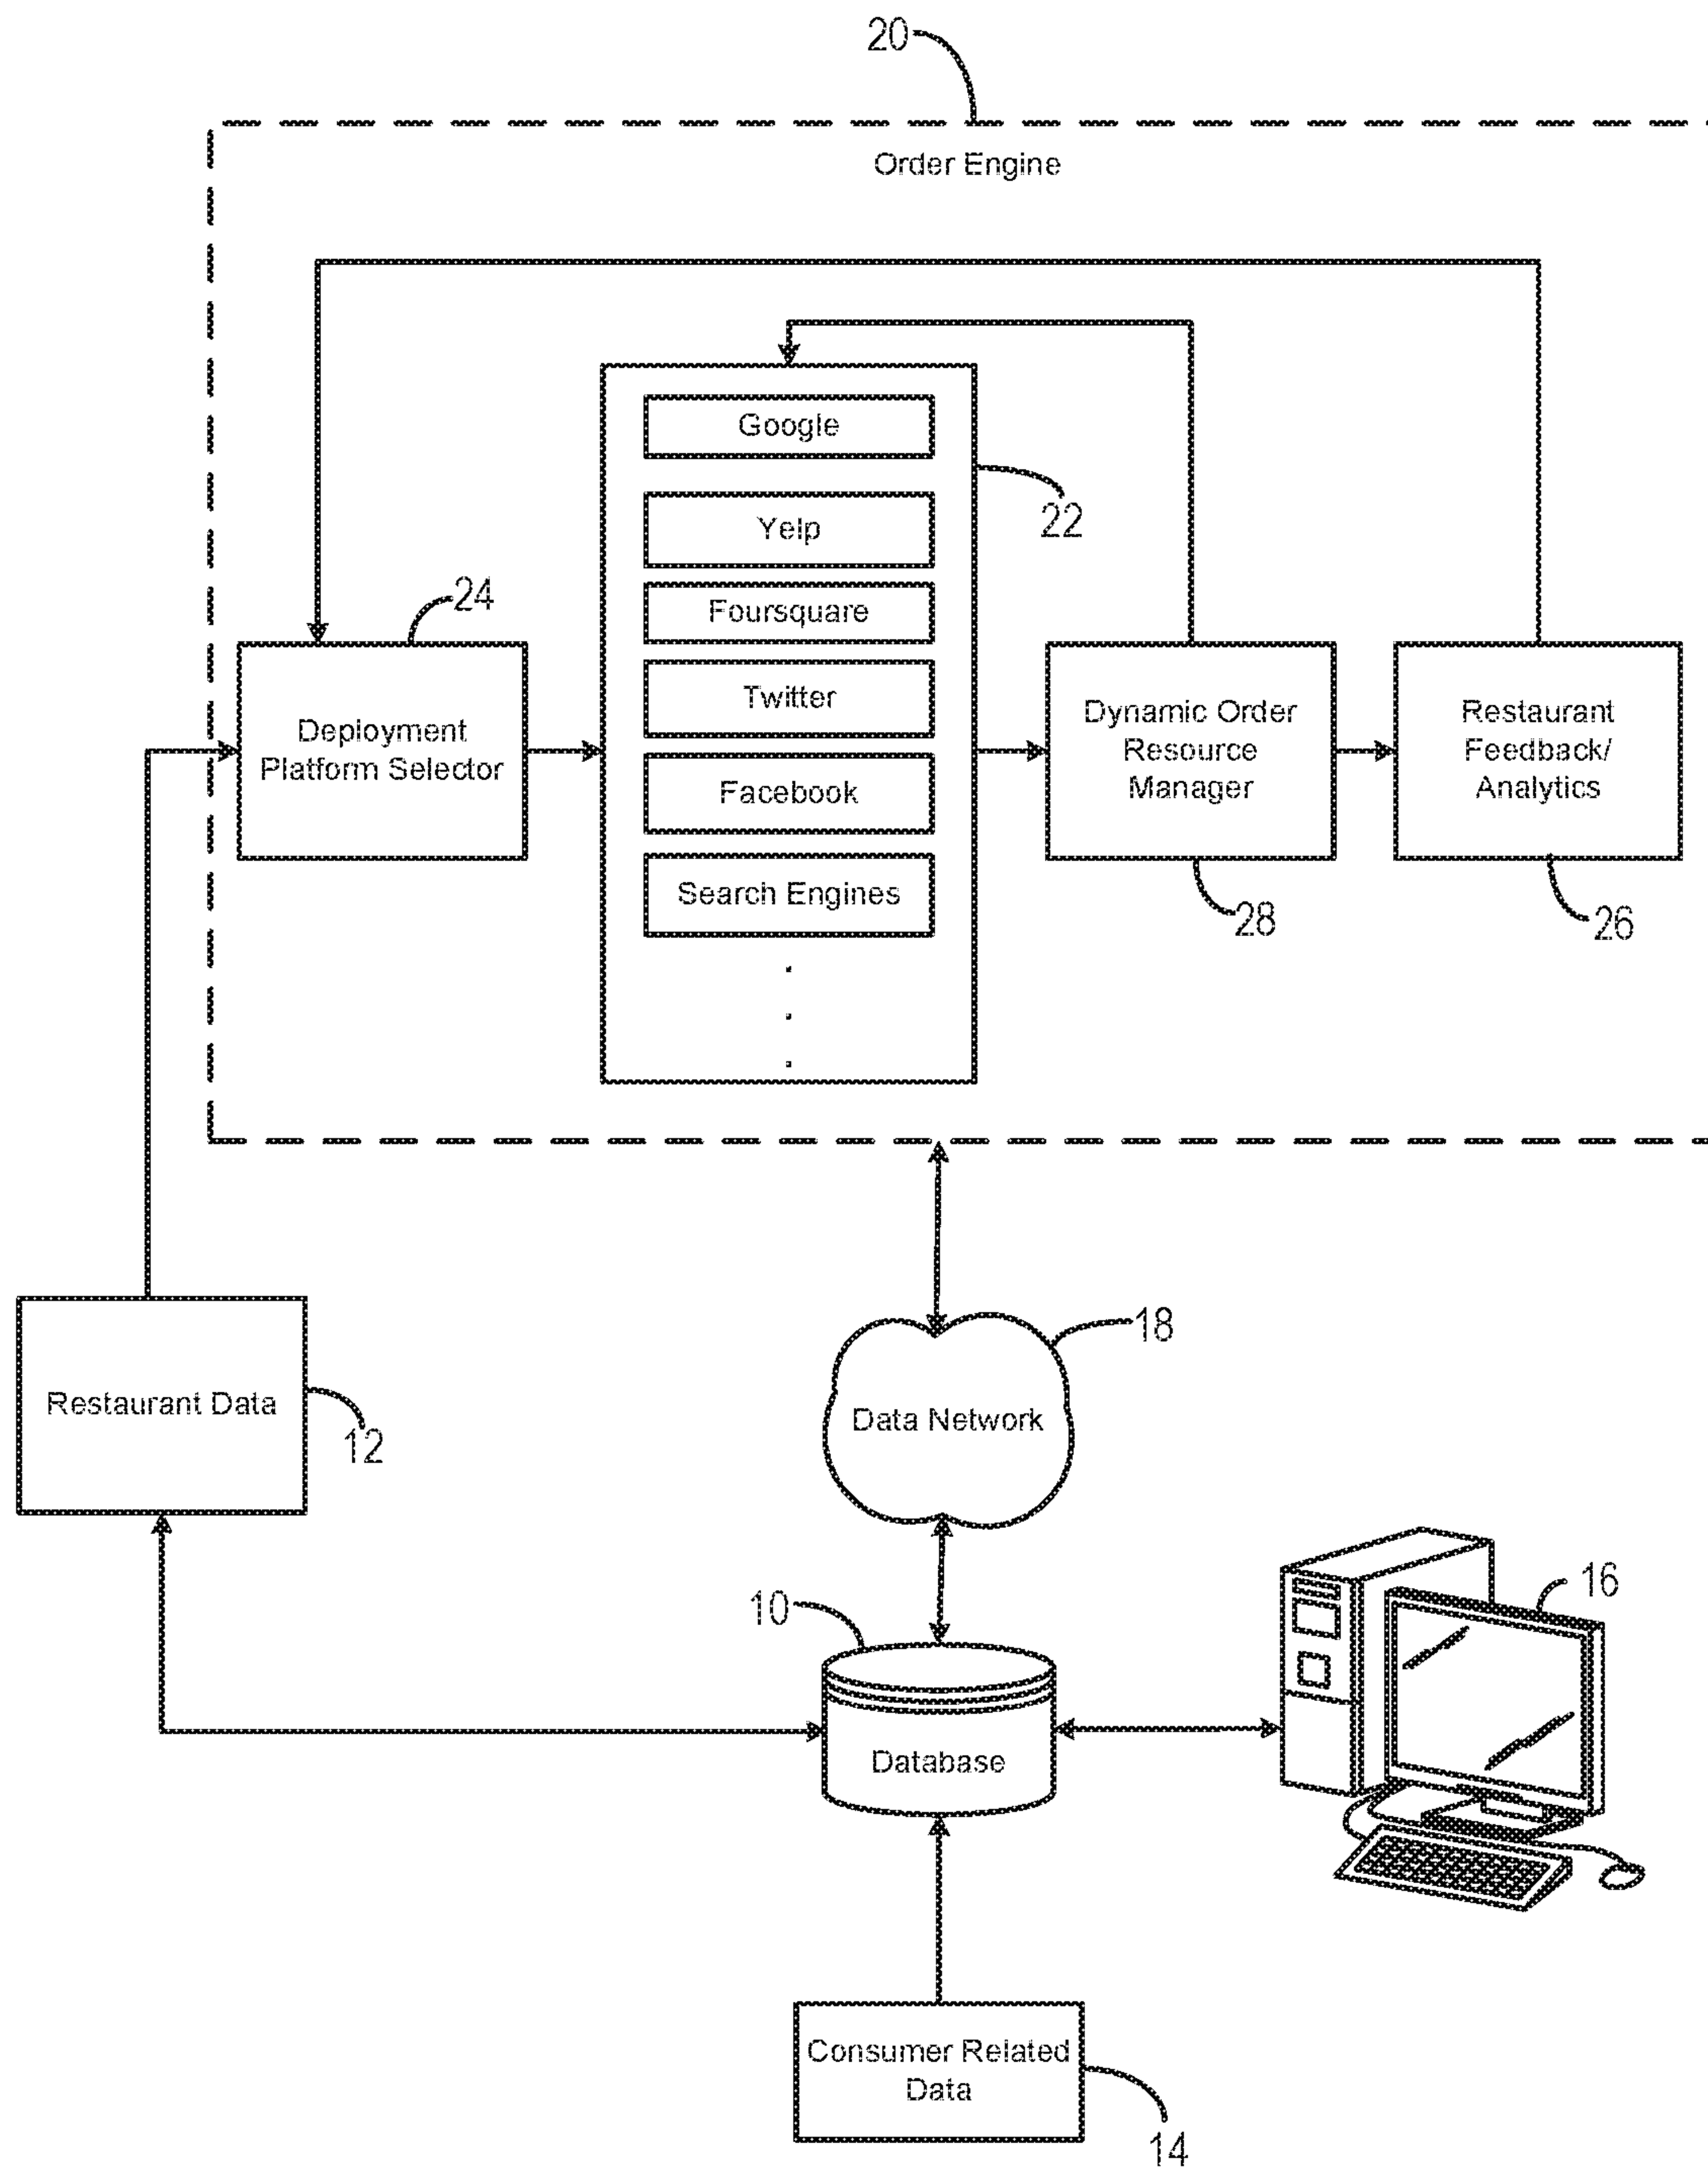 20
Order Engine
Google
Yelp
22
Foursquare
24
Twitter
Deployment
Platform Selector
Facebook
Dynamic Order
Resource
Manager
Restaurant
Feedback/
Analytics
Search Engines
28
26
.
.
.
18
Restaurant Data
12
Data Network
10
16
Database
Consumer Related
Data
14